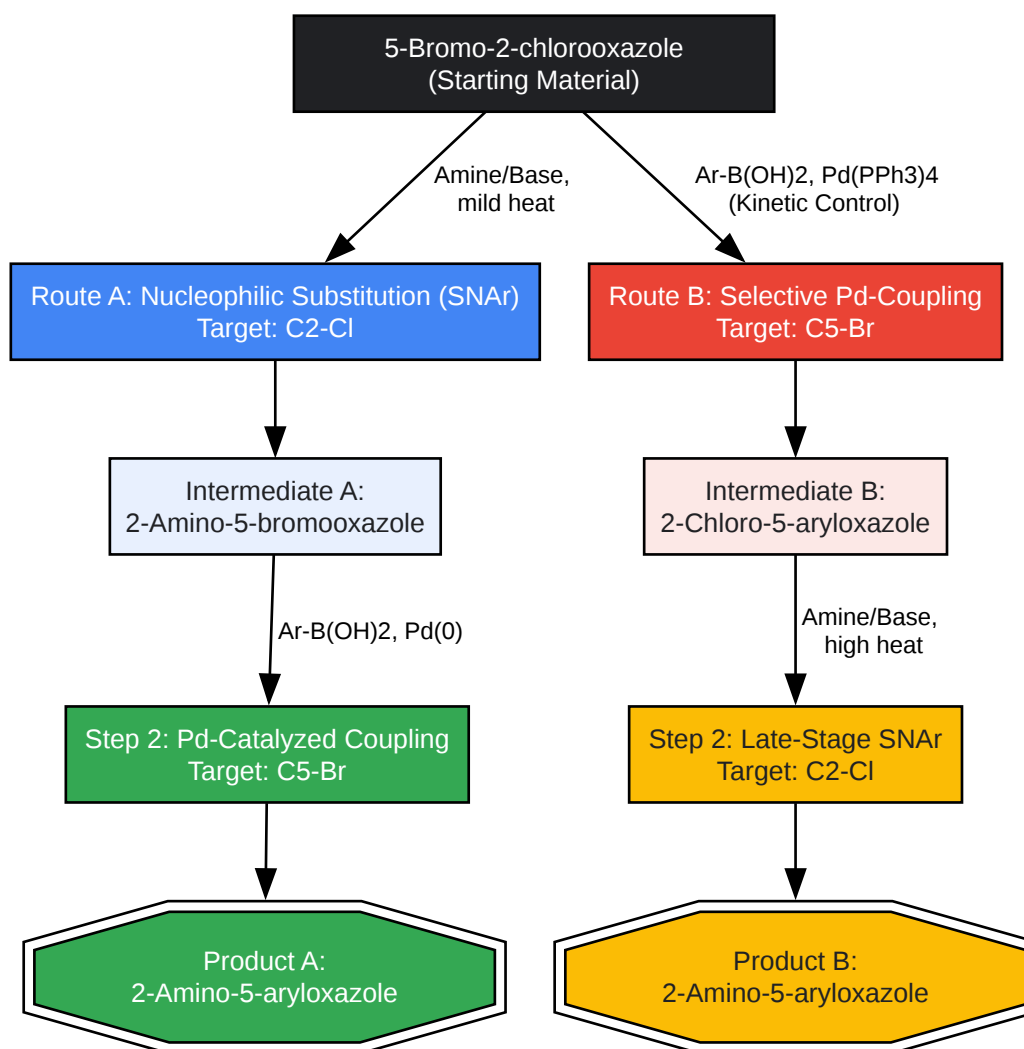 5-Bromo-2-chlorooxazole
(Starting Material)
Amine/Base,
mild heat
Ar-B(OH)2, Pd(PPh3)4
(Kinetic Control)
Route A: Nucleophilic Substitution (SNAr)
Target: C2-Cl
Route B: Selective Pd-Coupling
Target: C5-Br
Intermediate A:
2-Amino-5-bromooxazole
Intermediate B:
2-Chloro-5-aryloxazole
Ar-B(OH)2, Pd(0)
Amine/Base,
high heat
Step 2: Pd-Catalyzed Coupling
Target: C5-Br
Step 2: Late-Stage SNAr
Target: C2-Cl
Product A:
2-Amino-5-aryloxazole
Product B:
2-Amino-5-aryloxazole